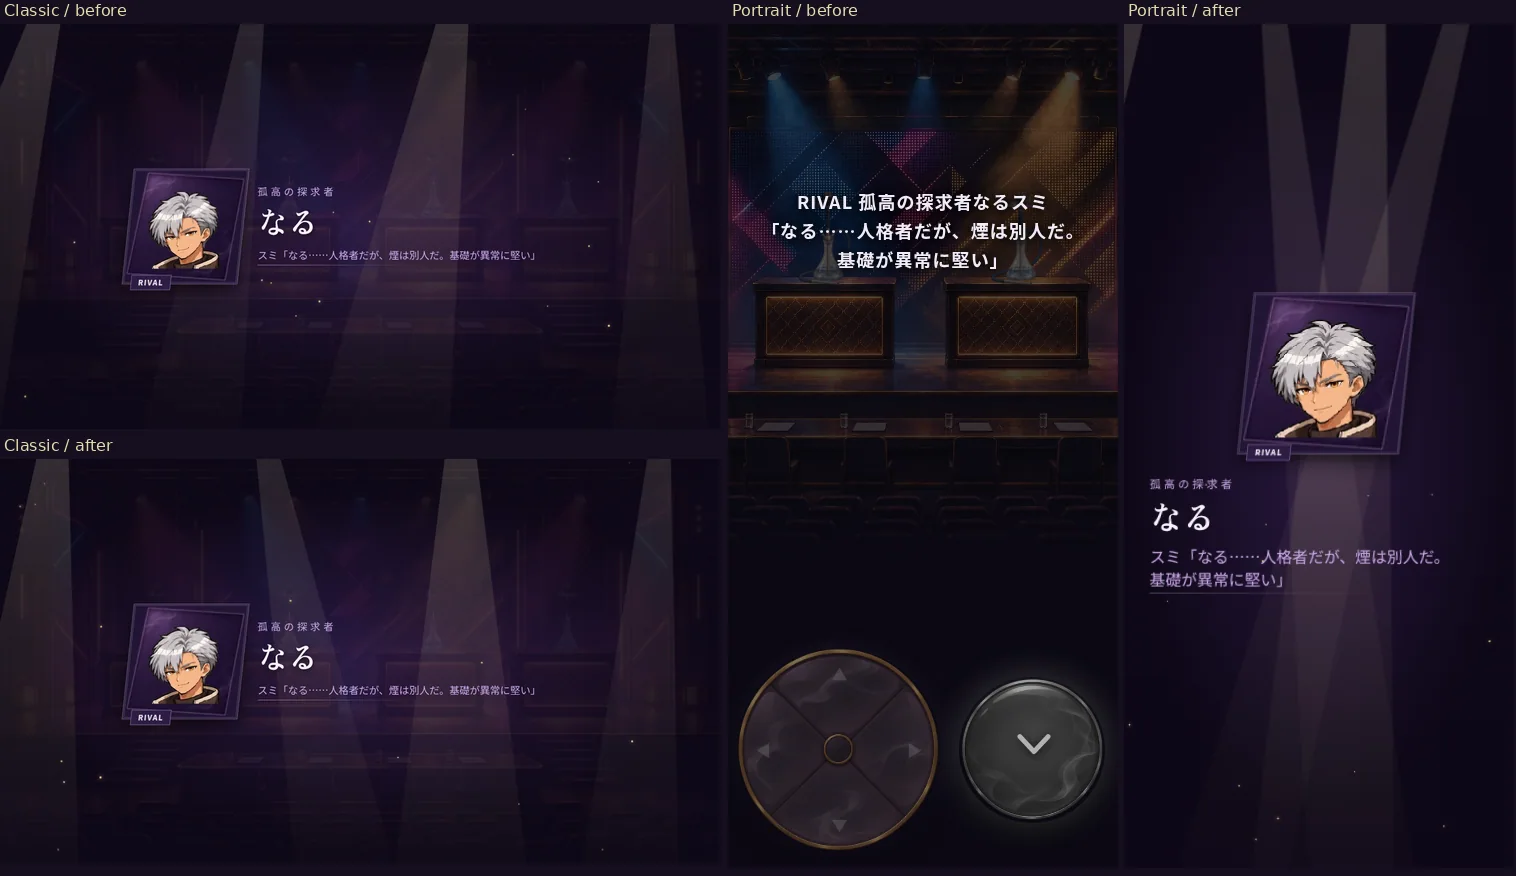 Classic / before
孤高の探求者
なる
スミ「なる……人格者だが、煙は別人だ。基礎が異常に堅い」
RIVAL
Classic / after
孤高の探求者
なる
スミ「なる……人格者だが、煙は別人だ。基礎が異常に堅い」
RIVAL
Portrait / before
RIVAL 孤高の探求者なるスミ
「なる……人格者だが、煙は別人だ。
基礎が異常に堅い」
Portrait / after
RIVAL
孤高の探求者
なる
スミ「なる……人格者だが、煙は別人だ。
基礎が異常に堅い」